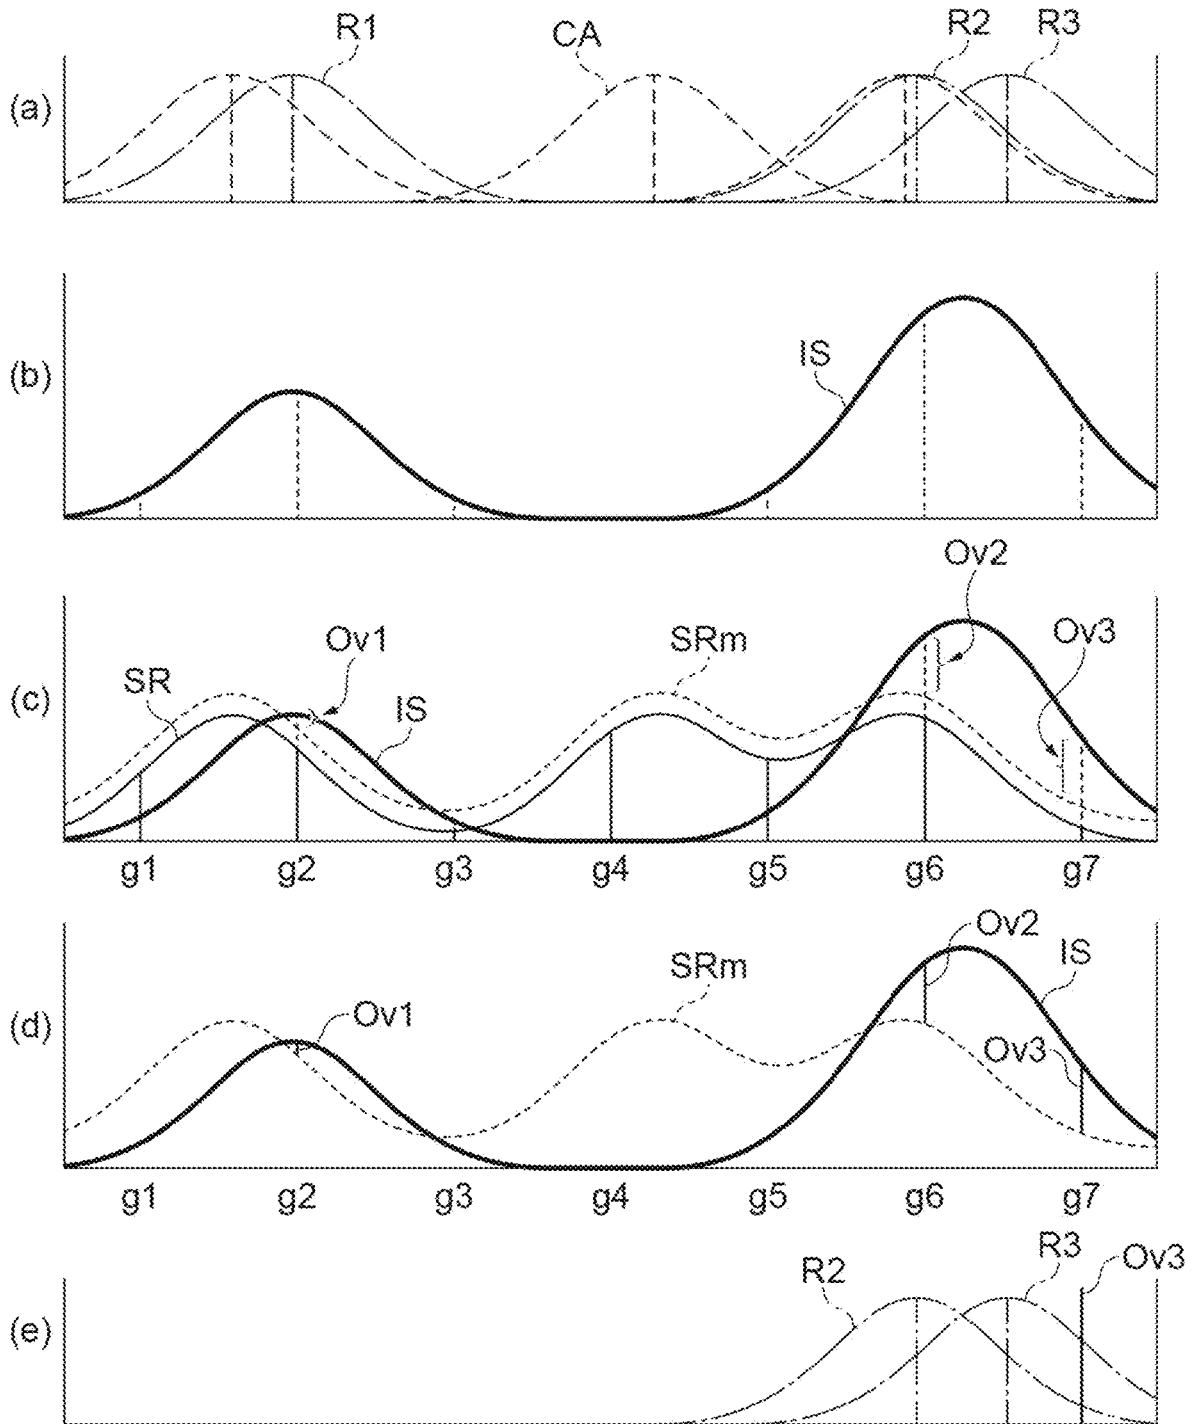 R1 CA R2 R3
(a)
(b) IS
Ov2
Ov1 SRm Ov3
SR IS
(c)
g1 g2 g3 g4 g5 g6 g7
Ov2
SRm IS
(d) Ov1
Ov3
g1 g2 g3 g4 g5 g6 g7
R3 Ov3
R2
(e)